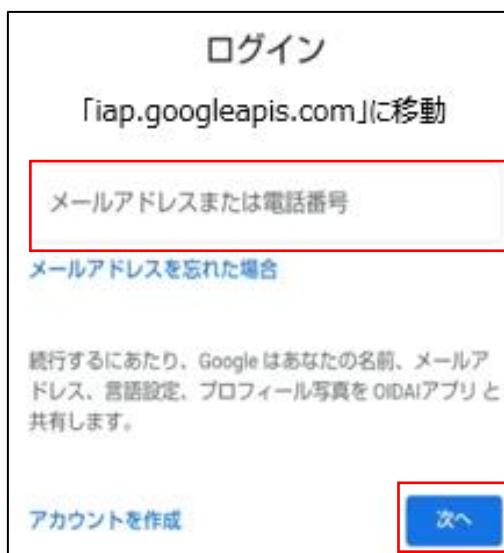 ログイン
「iap.googleapis.com」に移動
メールアドレスまたは電話番号
メールアドレスを忘れた場合
続行するにあたり、Google はあなたの名前、メールア
ドレス、言語設定、プロフィール写真を OIDAIアプリ と
共有します。
アカウントを作成
次へ